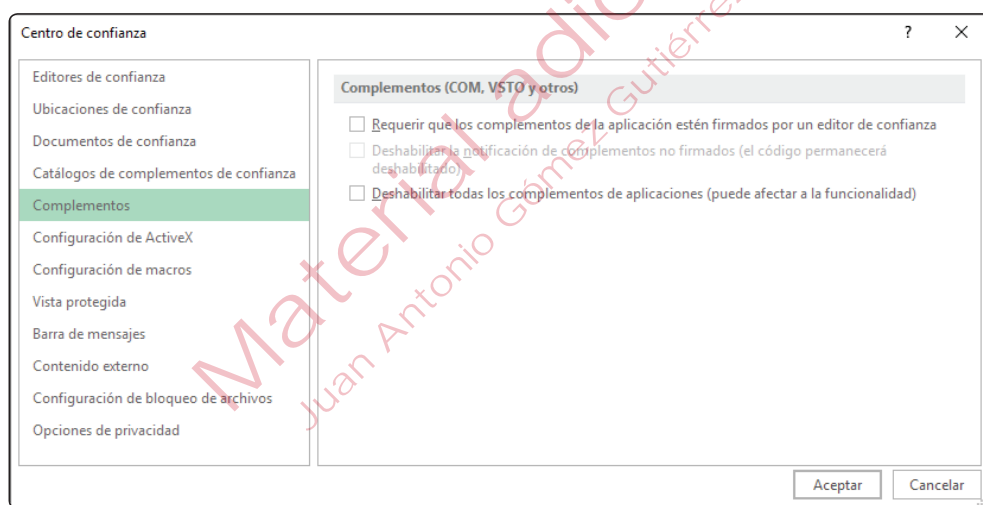 Centro de confianza
?
Editores de confianza
Ubicaciones de confianza
Documentos de confianza
Catálogos de complementos de confianza
Complementos
Configuración de ActiveX
Configuración de macros
Vista protegida
Barra de mensajes
Contenido externo
Configuración de bloqueo de archivos
Opciones de privacidad
Complementos (COM, VSTO y otros)
Requerir que los complementos de la aplicación estén firmados por un editor de confianza
Deshabilitar la notificación de complementos no firmados (el código permanecerá
deshabilitado)
Deshabilitar todas los complementos de aplicaciones (puede afectar a la funcionalidad)
Aceptar
Cancelar
Material
Juan Antonio Gómez Gutiérrez